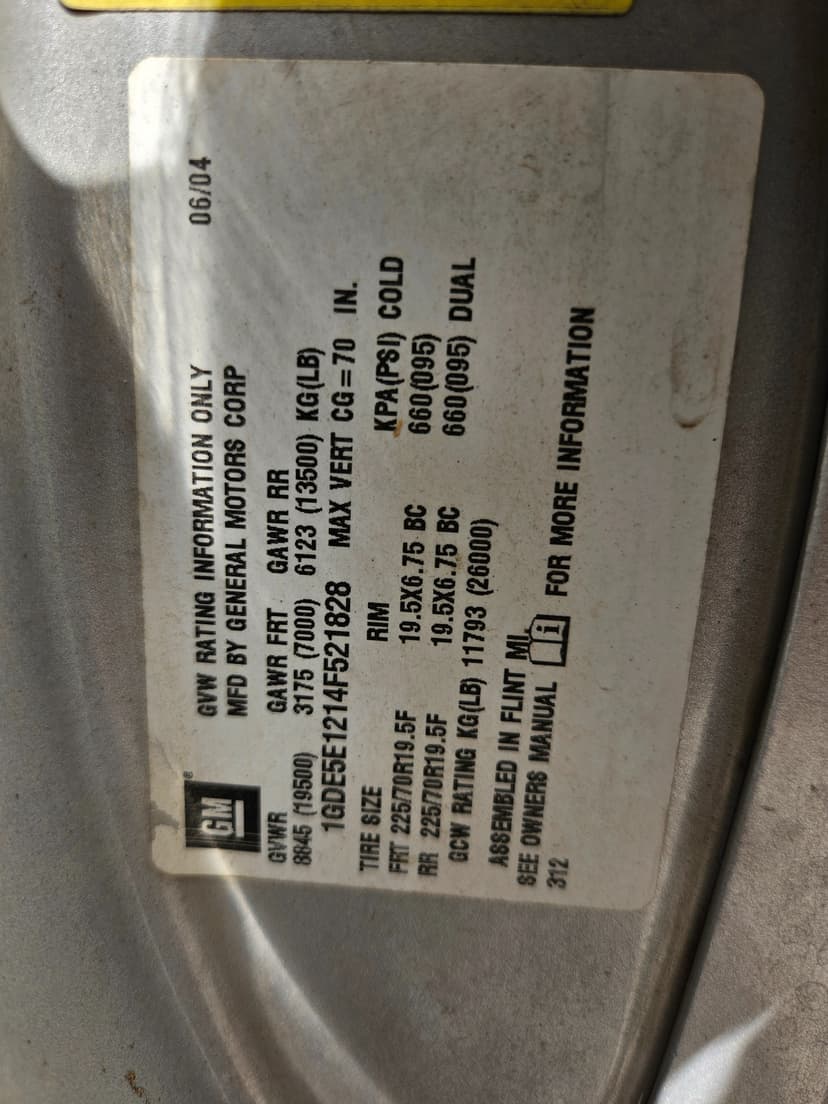 GM
®
GVW RATING INFORMATION ONLY 06/04
MFD BY GENERAL MOTORS CORP
GVWR GAWR FRT GAWR RR
8845 (19500) 3175 (7000) 6123 (13500) KG(LB)
1GDE5E1214F521828 MAX VERT CG=70 IN.
TIRE SIZE RIM KPA(PSI) COLD
FRT 225/70R19.5F 19.5X6.75 BC 660(095)
RR 225/70R19.5F 19.5X6.75 BC 660(095) DUAL
GCW RATING KG(LB) 11793 (26000)
ASSEMBLED IN FLINT MI
SEE OWNERS MANUAL i FOR MORE INFORMATION
312